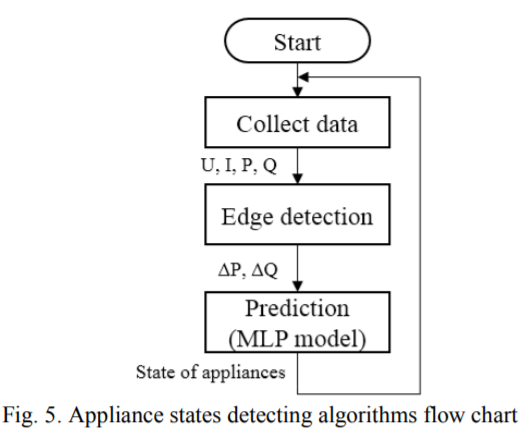 Start
Collect data
U, I, P, Q
Edge detection
ΔP, ΔQ
Prediction
(MLP model)
State of appliances
Fig. 5. Appliance states detecting algorithms flow chart